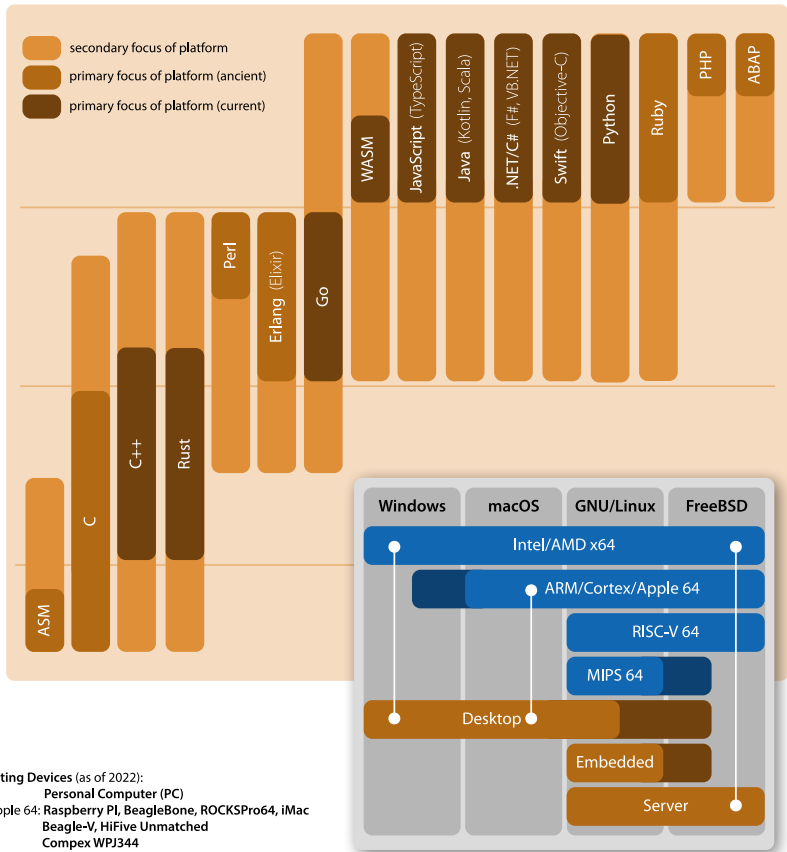 secondary focus of platform
primary focus of platform (ancient)
primary focus of platform (current)
ASM
C
C++
Rust
Perl
Erlang (Elixir)
Go
WASM
JavaScript (TypeScript)
Java (Kotlin, Scala)
.NET/C# (F#, VB.NET)
Swift (Objective-C)
Python
Ruby
PHP
ABAP
Windows macOS GNU/Linux FreeBSD
Intel/AMD x64
ARM/Cortex/Apple 64
RISC-V 64
MIPS 64
Desktop
Embedded
Server
ting Devices (as of 2022):
Personal Computer (PC)
pple 64: Raspberry PI, BeagleBone, ROCKSPro64, iMac
Beagle-V, HiFive Unmatched
Compex WPJ344